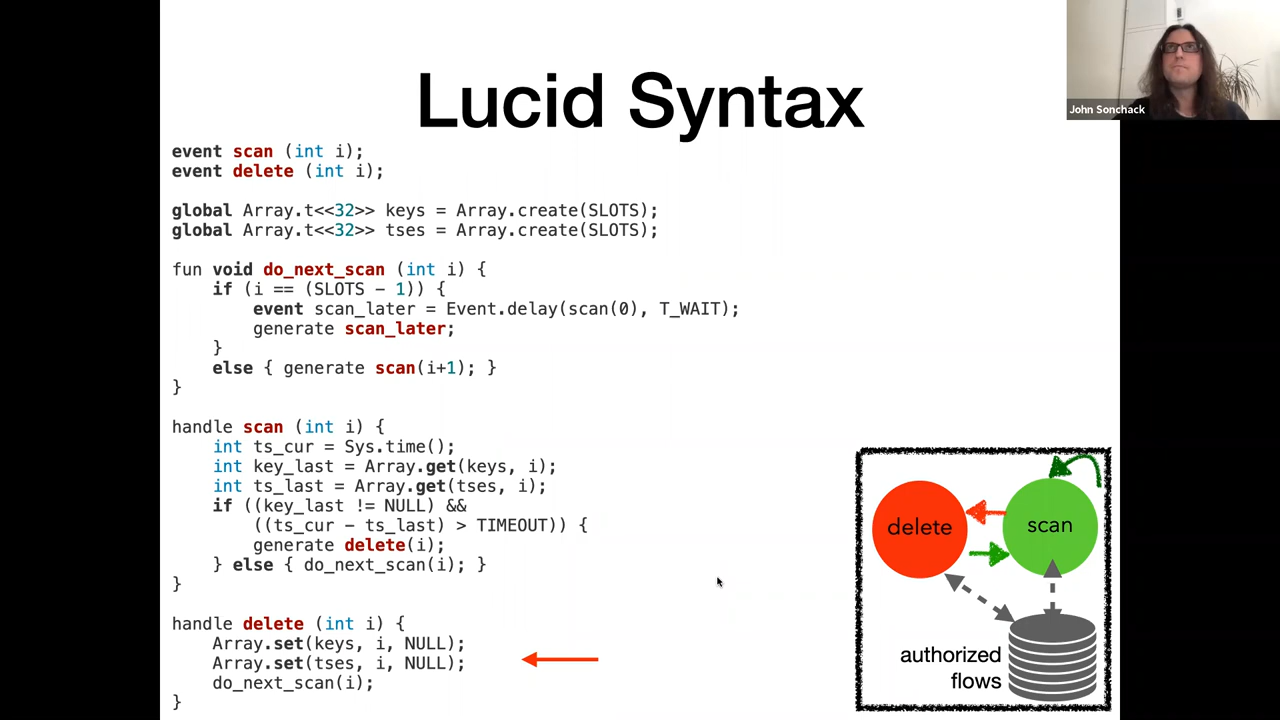 John Sonchack
Lucid Syntax
event scan (int i);
event delete (int i);
global Array.t<<32>> keys = Array.create(SLOTS);
global Array.t<<32>> tses = Array.create(SLOTS);
fun void do_next_scan (int i) {
if (i == (SLOTS - 1)) {
event scan_later = Event.delay(scan(0), T_WAIT);
generate scan_later;
}
else { generate scan(i+1); }
}
handle scan (int i) {
int ts_cur = Sys.time();
int key_last = Array.get(keys, i);
int ts_last = Array.get(tses, i);
if ((key_last != NULL) &&
((ts_cur - ts_last) > TIMEOUT)) {
generate delete(i);
} else { do_next_scan(i); }
}
handle delete (int i) {
Array.set(keys, i, NULL);
Array.set(tses, i, NULL);
do_next_scan(i);
}
delete
scan
authorized
flows